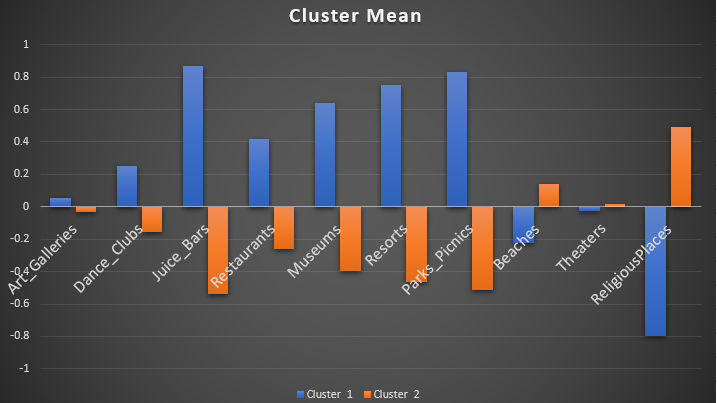 Cluster Mean
1
0.8
0.6
0.4
0.2
0
-0.2
-0.4
-0.6
-0.8
-1
Art_Galleries
Dance_Clubs
Juice_Bars
Restaurants
Museums
Resorts
Parks_Picnics
Beaches
Theaters
ReligiousPlaces
Cluster 1
Cluster 2